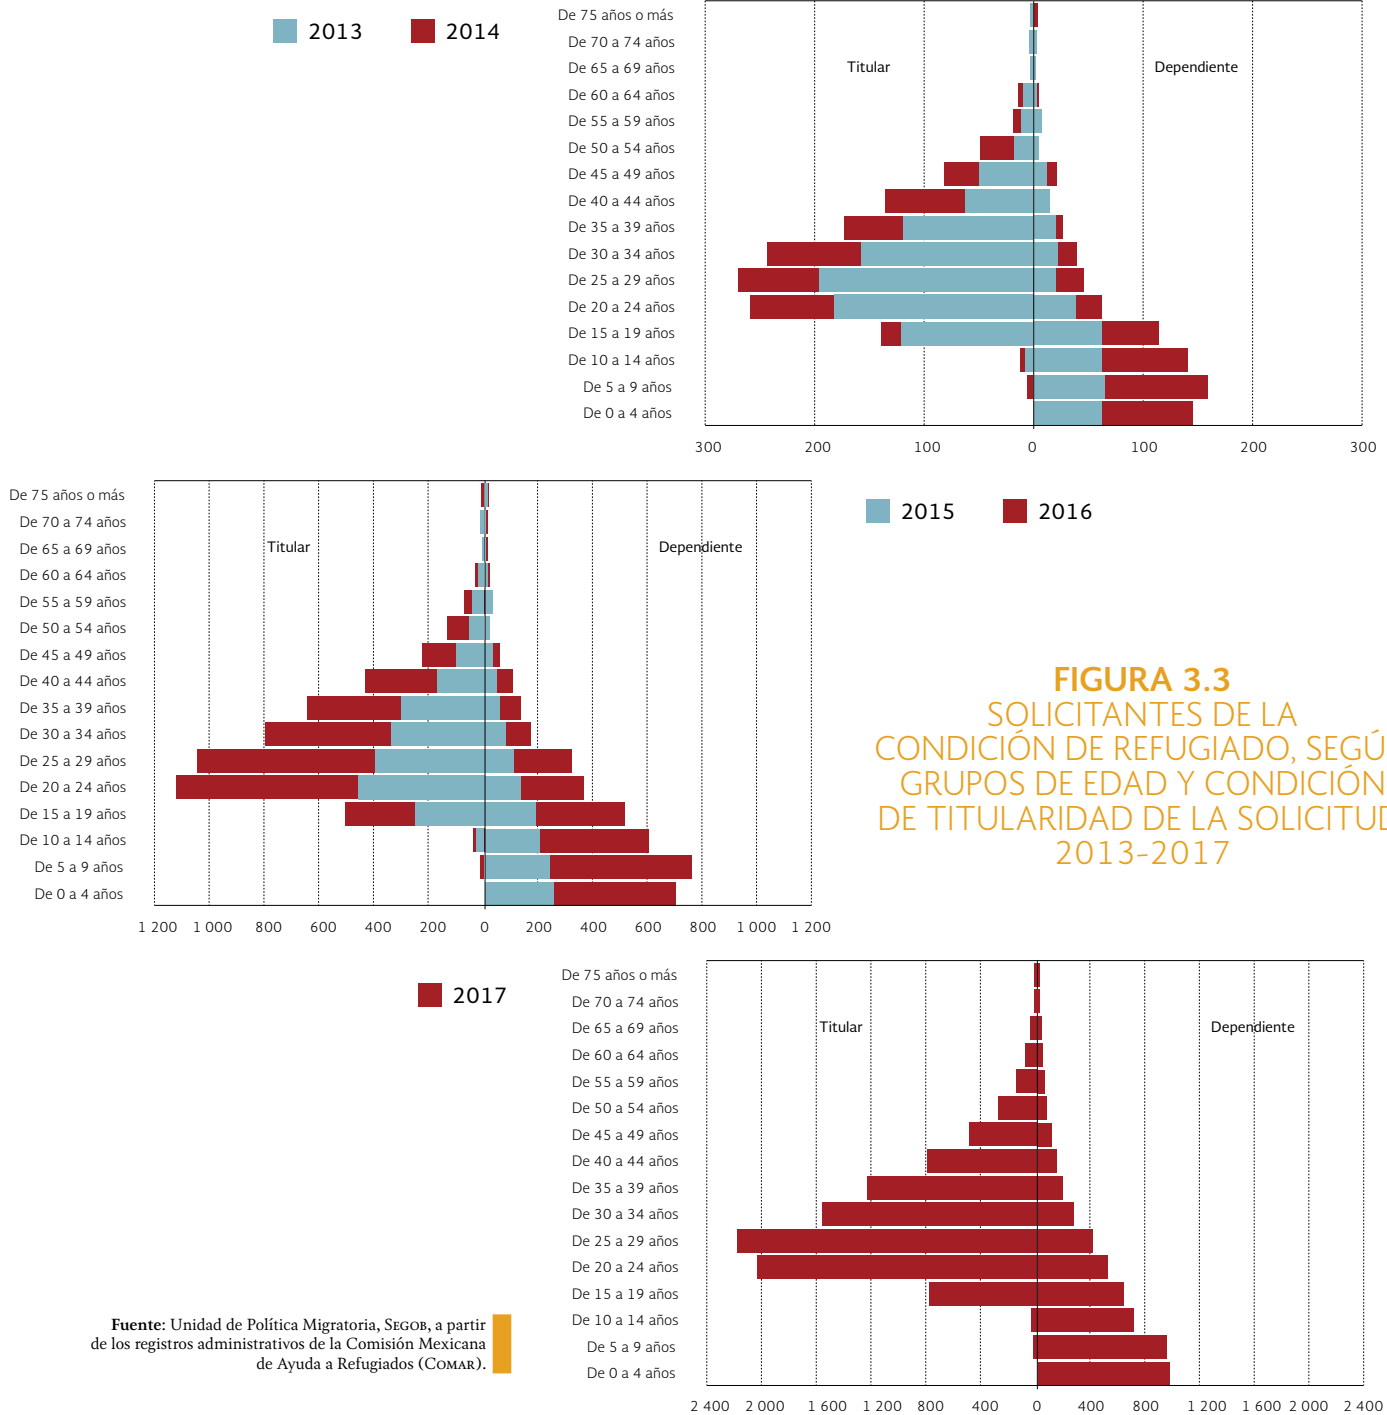 2013 2014
De 75 años o más
De 70 a 74 años
De 65 a 69 años
De 60 a 64 años
De 55 a 59 años
De 50 a 54 años
De 45 a 49 años
De 40 a 44 años
De 35 a 39 años
De 30 a 34 años
De 25 a 29 años
De 20 a 24 años
De 15 a 19 años
De 10 a 14 años
De 5 a 9 años
De 0 a 4 años
Titular Dependiente
300 200 100 0 100 200 300
2015 2016
De 75 años o más
De 70 a 74 años
De 65 a 69 años
De 60 a 64 años
De 55 a 59 años
De 50 a 54 años
De 45 a 49 años
De 40 a 44 años
De 35 a 39 años
De 30 a 34 años
De 25 a 29 años
De 20 a 24 años
De 15 a 19 años
De 10 a 14 años
De 5 a 9 años
De 0 a 4 años
Titular Dependiente
1 200 1 000 800 600 400 200 0 200 400 600 800 1 000 1 200
FIGURA 3.3
SOLICITANTES DE LA
CONDICIÓN DE REFUGIADO, SEGÚ
GRUPOS DE EDAD Y CONDICIÓN
DE TITULARIDAD DE LA SOLICITUD
2013-2017
2017
De 75 años o más
De 70 a 74 años
De 65 a 69 años
De 60 a 64 años
De 55 a 59 años
De 50 a 54 años
De 45 a 49 años
De 40 a 44 años
De 35 a 39 años
De 30 a 34 años
De 25 a 29 años
De 20 a 24 años
De 15 a 19 años
De 10 a 14 años
De 5 a 9 años
De 0 a 4 años
Titular Dependiente
2 400 2 000 1 600 1 200 800 400 0 400 800 1 200 1 600 2 000 2 400
Fuente: Unidad de Política Migratoria, SEGOB, a partir
de los registros administrativos de la Comisión Mexicana
de Ayuda a Refugiados (COMAR).